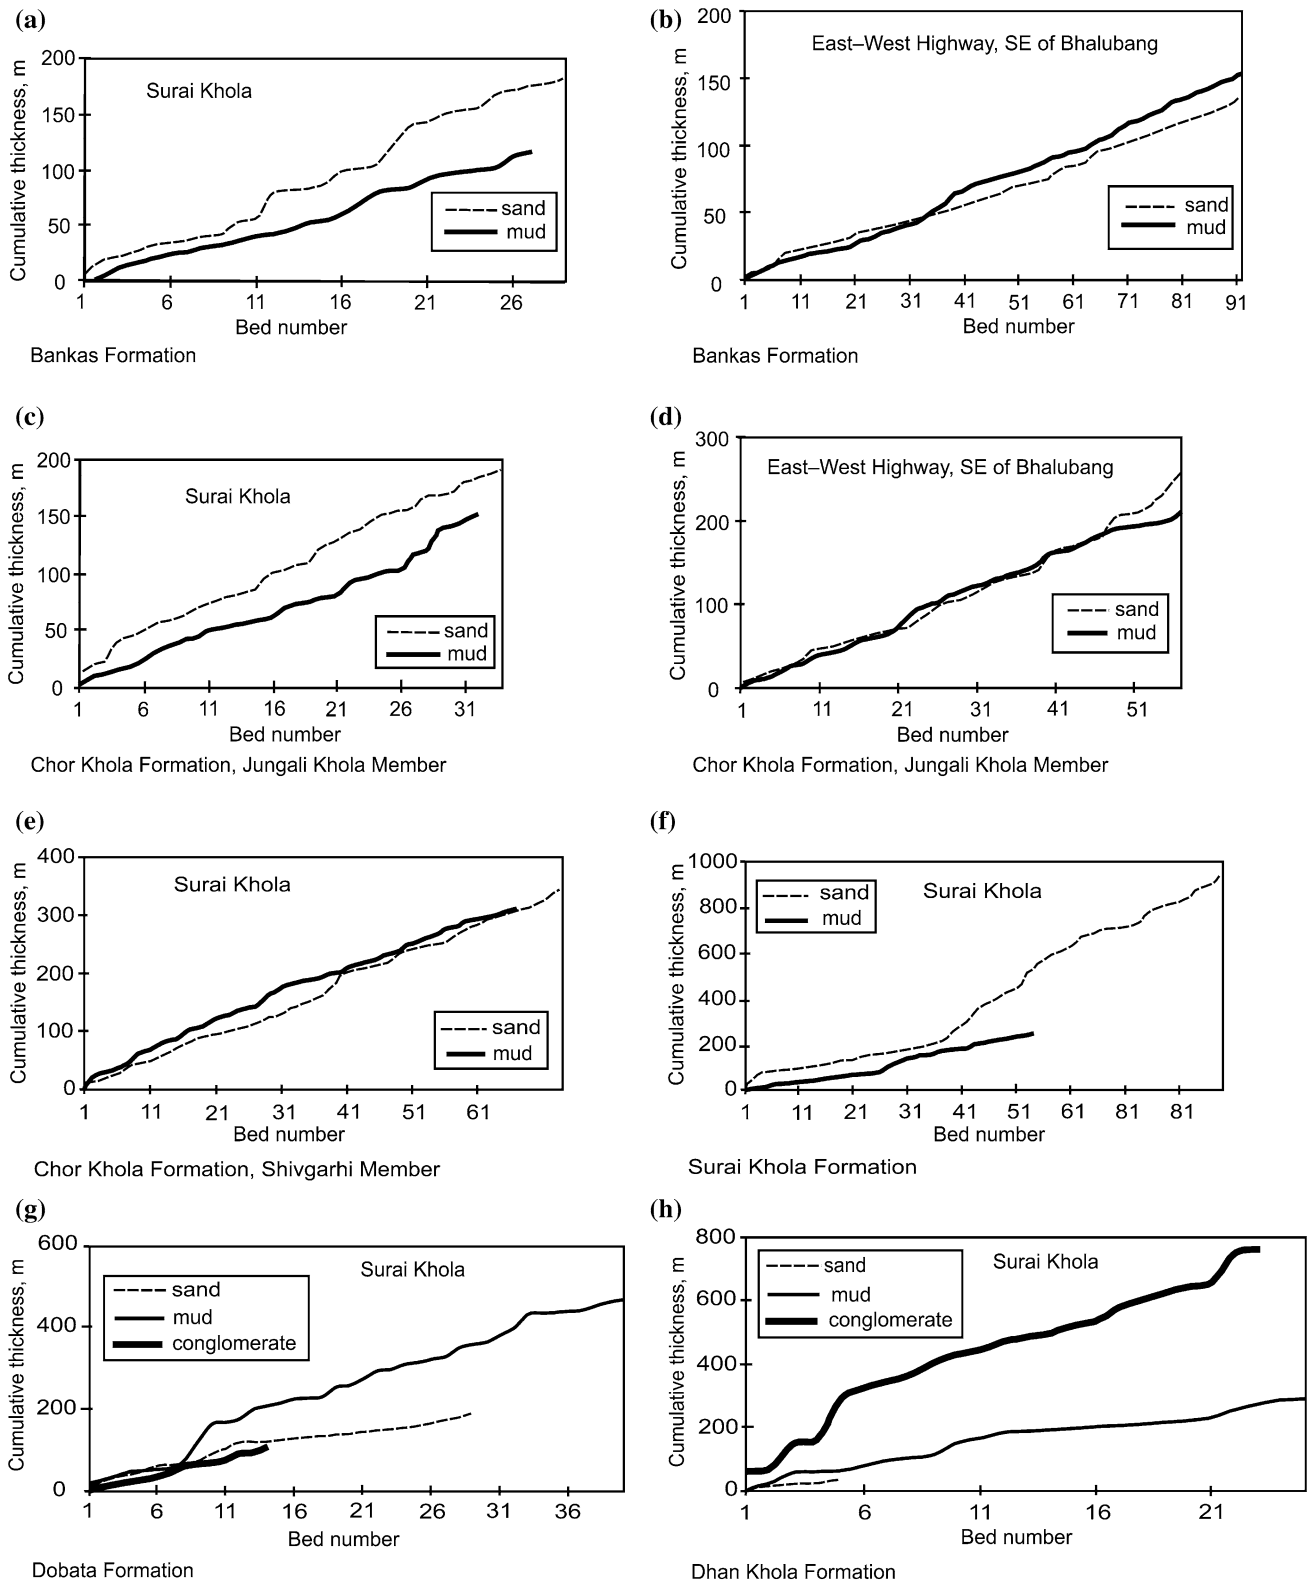 (a)
200
150
100
50
0
Cumulative thickness, m
Surai Khola
sand
mud
1 6 11 16 21 26
Bed number
Bankas Formation
(b)
200
150
100
50
0
Cumulative thickness, m
East–West Highway, SE of Bhalubang
sand
mud
1 11 21 31 41 51 61 71 81 91
Bed number
Bankas Formation
(c)
200
150
100
50
0
Cumulative thickness, m
Surai Khola
sand
mud
1 6 11 16 21 26 31
Bed number
Chor Khola Formation, Jungali Khola Member
(d)
300
200
100
0
Cumulative thickness, m
East–West Highway, SE of Bhalubang
sand
mud
1 11 21 31 41 51
Bed number
Chor Khola Formation, Jungali Khola Member
(e)
400
300
200
100
0
Cumulative thickness, m
Surai Khola
sand
mud
1 11 21 31 41 51 61
Bed number
Chor Khola Formation, Shivgarhi Member
(f)
1000
800
600
400
200
0
Cumulative thickness, m
sand
mud
Surai Khola
1 11 21 31 41 51 61 81 81
Bed number
Surai Khola Formation
(g)
600
400
200
0
Cumulative thickness, m
Surai Khola
sand
mud
conglomerate
1 6 11 16 21 26 31 36
Bed number
Dobata Formation
(h)
800
600
400
200
0
Cumulative thickness, m
Surai Khola
sand
mud
conglomerate
1 6 11 16 21
Bed number
Dhan Khola Formation